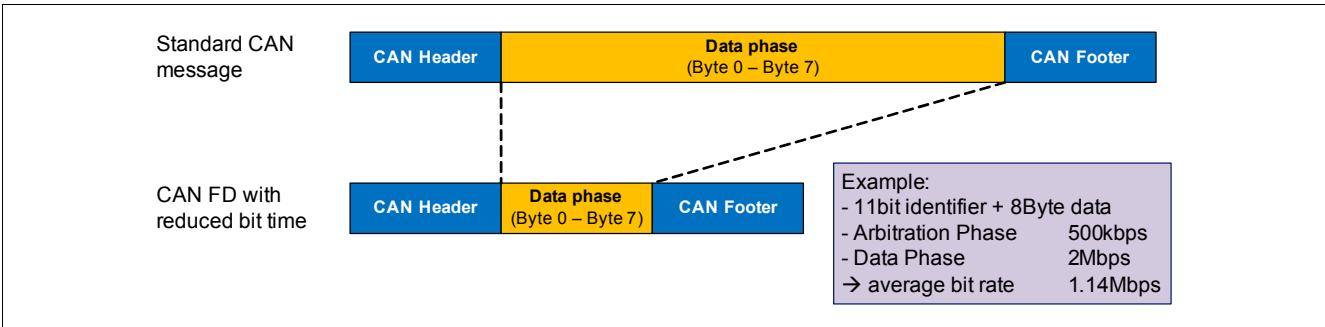 Standard CAN
message
CAN Header
Data phase
(Byte 0 – Byte 7)
CAN Footer
CAN FD with
reduced bit time
CAN Header
Data phase
(Byte 0 – Byte 7)
CAN Footer
Example:
- 11bit identifier + 8Byte data
- Arbitration Phase 500kbps
- Data Phase 2Mbps
→ average bit rate 1.14Mbps